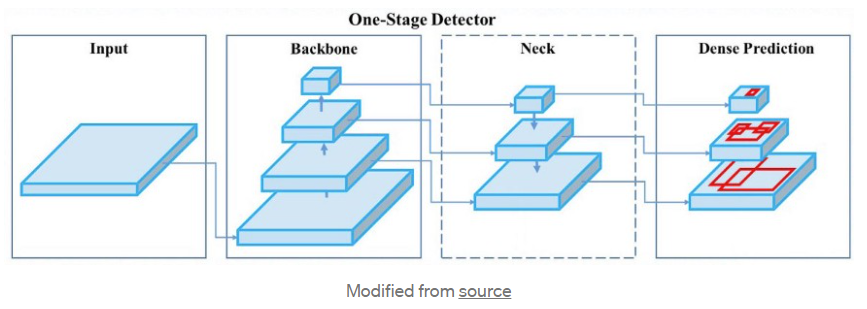 One-Stage Detector
Input
Backbone
Neck
Dense Prediction
Modified from source